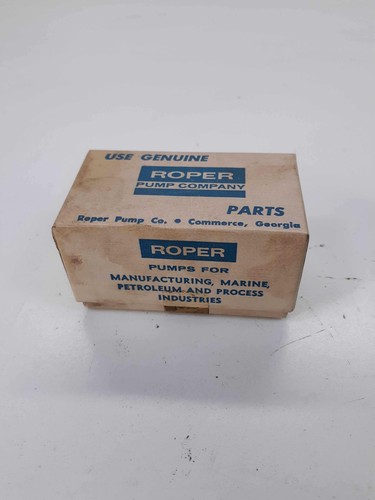 USE GENUINE
ROPER
PUMP COMPANY
PARTS
Roper Pump Co. • Commerce, Georgia
ROPER
PUMPS FOR
MANUFACTURING, MARINE,
PETROLEUM AND PROCESS
INDUSTRIES